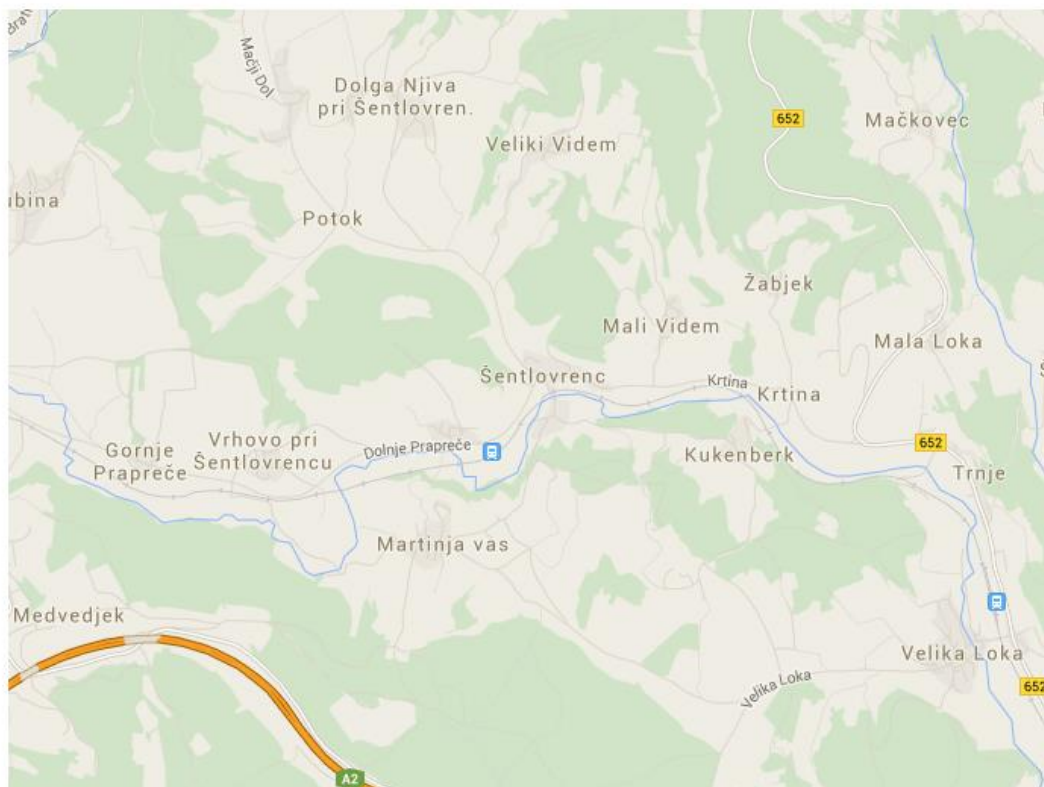 Mačji Dol
Dolga Njiva
pri Šentlovren.
652
Mačkovec
Veliki Videm
ubina
Potok
Žabjek
Mali Videm
Mala Loka
Šentlovrenc
Krtina
Krtina
Dolnje Prapreče
Vrhovo pri
Šentlovrencu
Gornje
Prapreče
Kukenberk
652
Trnje
Martinja vas
Medvedjek
Velika Loka
Velika Loka
652
A2